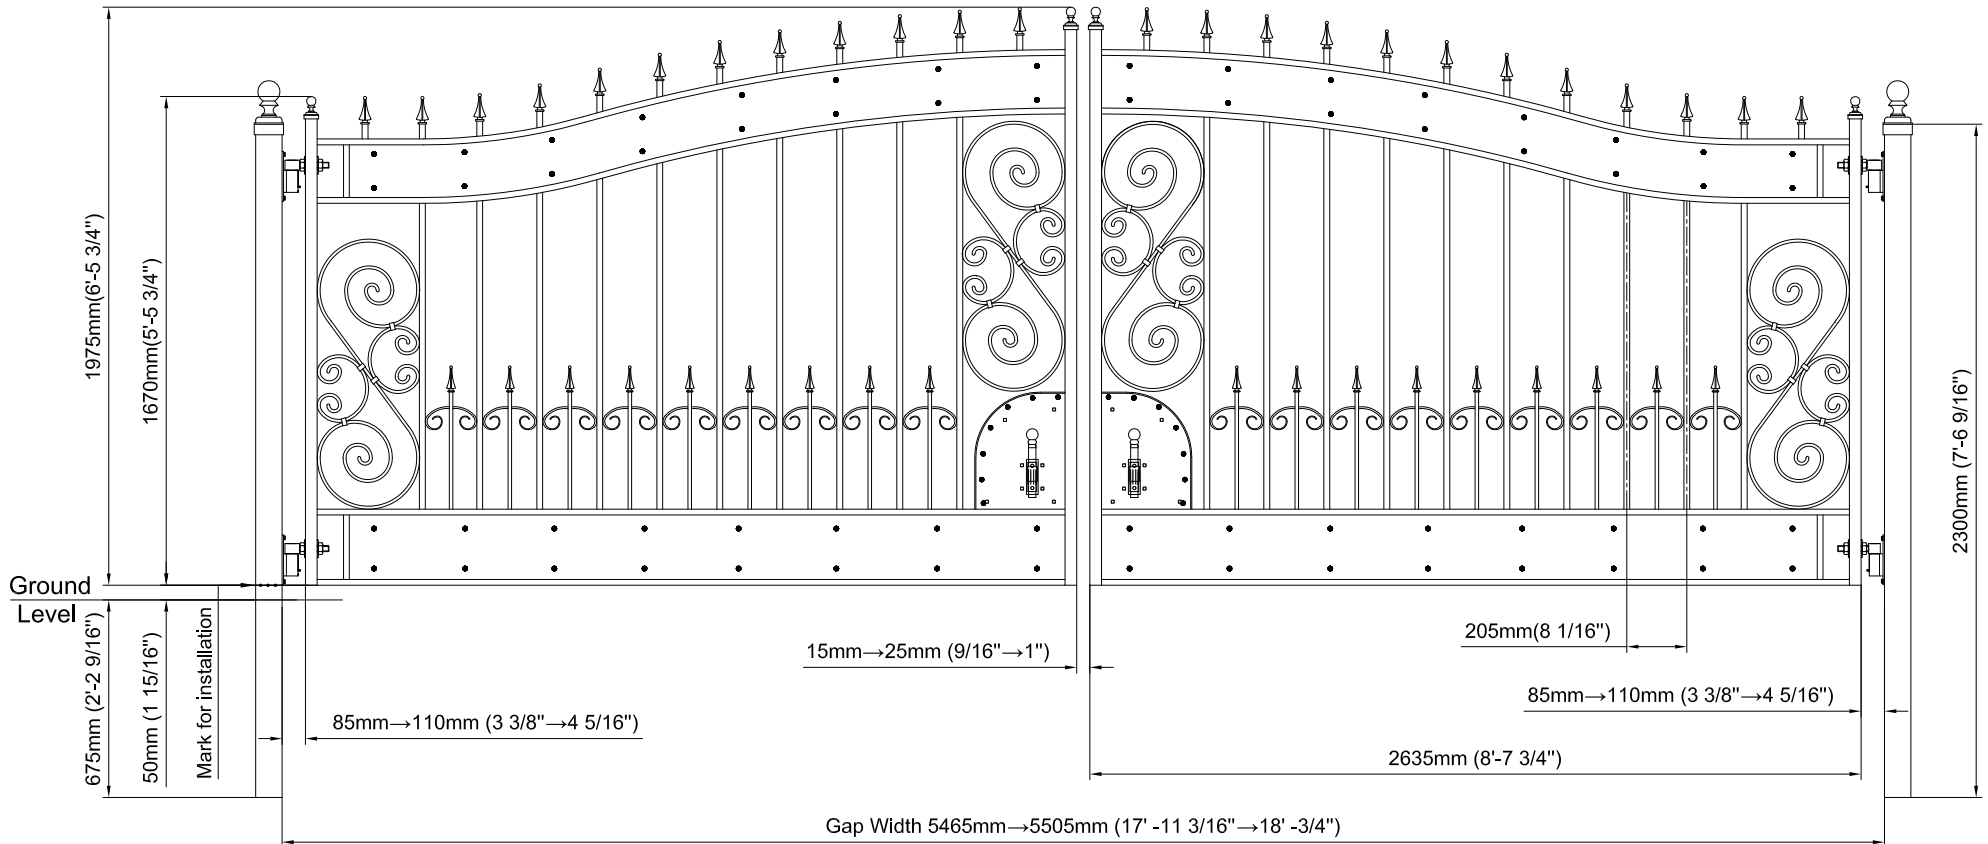 1975mm(6'-5 3/4")
1670mm(5'-5 3/4")
Ground
Level
675mm (2'-2 9/16")
50mm (1 15/16")
Mark for installation
85mm→110mm (3 3/8"→4 5/16")
15mm→25mm (9/16"→1")
205mm(8 1/16")
85mm→110mm (3 3/8"→4 5/16")
2635mm (8'-7 3/4")
2300mm (7'-6 9/16")
Gap Width 5465mm→5505mm (17' -11 3/16"→18' -3/4")